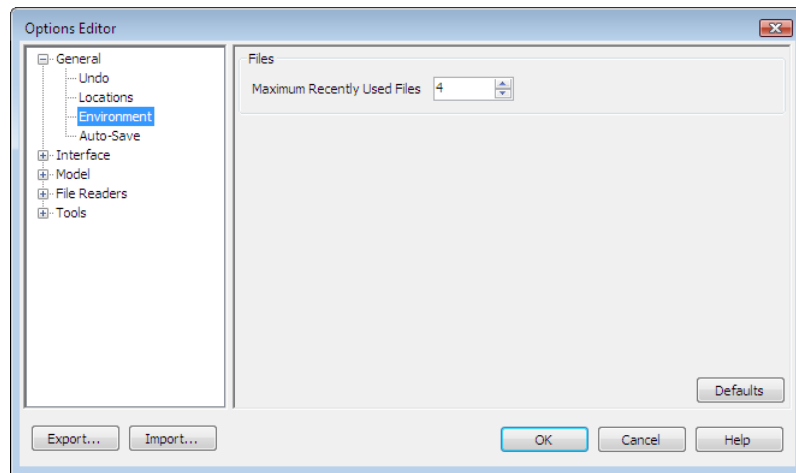 Options Editor
General
Undo
Locations
Environment
Auto-Save
Interface
Model
File Readers
Tools
Files
Maximum Recently Used Files 4
Defaults
Export... Import... OK Cancel Help